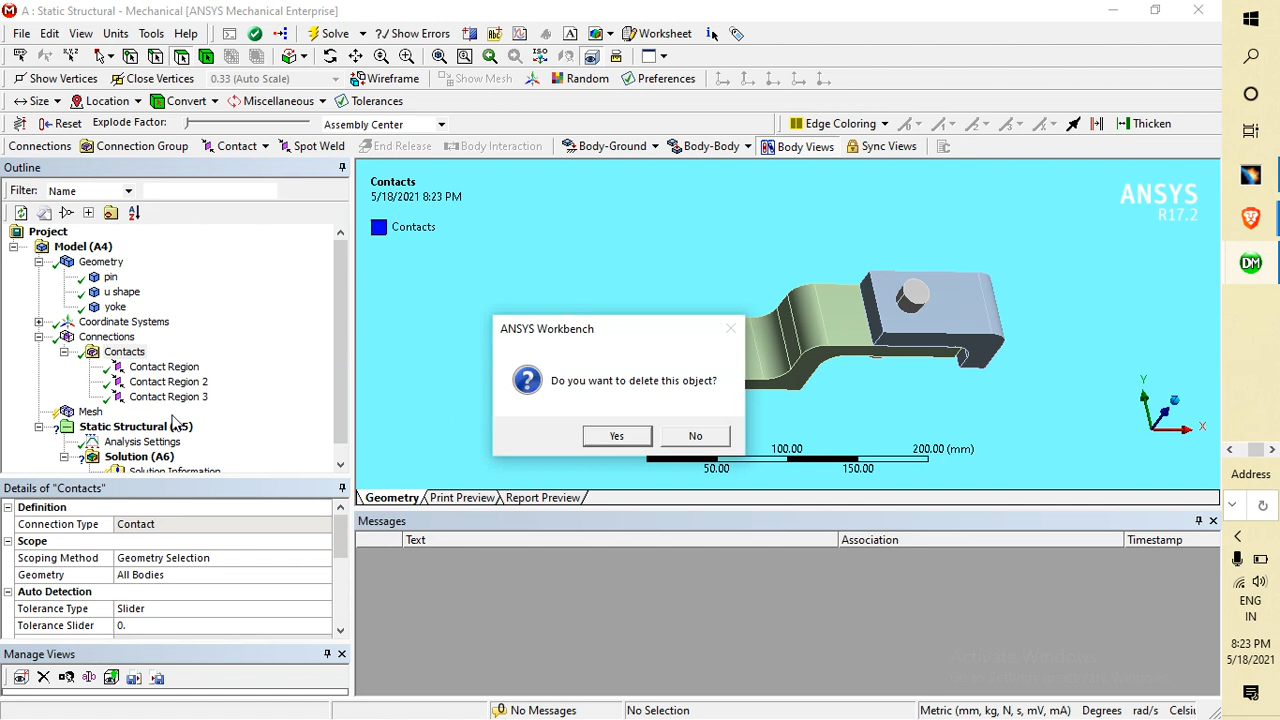 A : Static Structural - Mechanical [ANSYS Mechanical Enterprise]
File Edit View Units Tools Help Solve ?/ Show Errors Worksheet
Show Vertices Close Vertices 0.33 (Auto Scale) Wireframe Show Mesh Random Preferences
Size Location Convert Miscellaneous Tolerances
Reset Explode Factor: Assembly Center Edge Coloring Thicken
Connections Connection Group Contact Spot Weld End Release Body Interaction Body-Ground Body-Body Body Views Sync Views
Outline
Filter: Name
Project
Model (A4)
Geometry
pin
u shape
yoke
Coordinate Systems
Connections
Contacts
Contact Region
Contact Region 2
Contact Region 3
Mesh
Static Structural (A5)
Analysis Settings
Solution (A6)
Solution Information
Details of "Contacts"
Definition
Connection Type Contact
Scope
Scoping Method Geometry Selection
Geometry All Bodies
Auto Detection
Tolerance Type Slider
Tolerance Slider 0.
Manage Views
Contacts
5/18/2021 8:23 PM
Contacts
ANSYS
R17.2
ANSYS Workbench
Do you want to delete this object?
Yes No
Y
X
100.00 200.00 (mm)
50.00 150.00
Geometry Print Preview Report Preview
Messages
Text Association Timestamp
Activate Windows
No Messages No Selection Metric (mm, kg, N, s, mV, mA) Degrees rad/s Celsi
DM
Address
ENG
IN
8:23 PM
5/18/2021